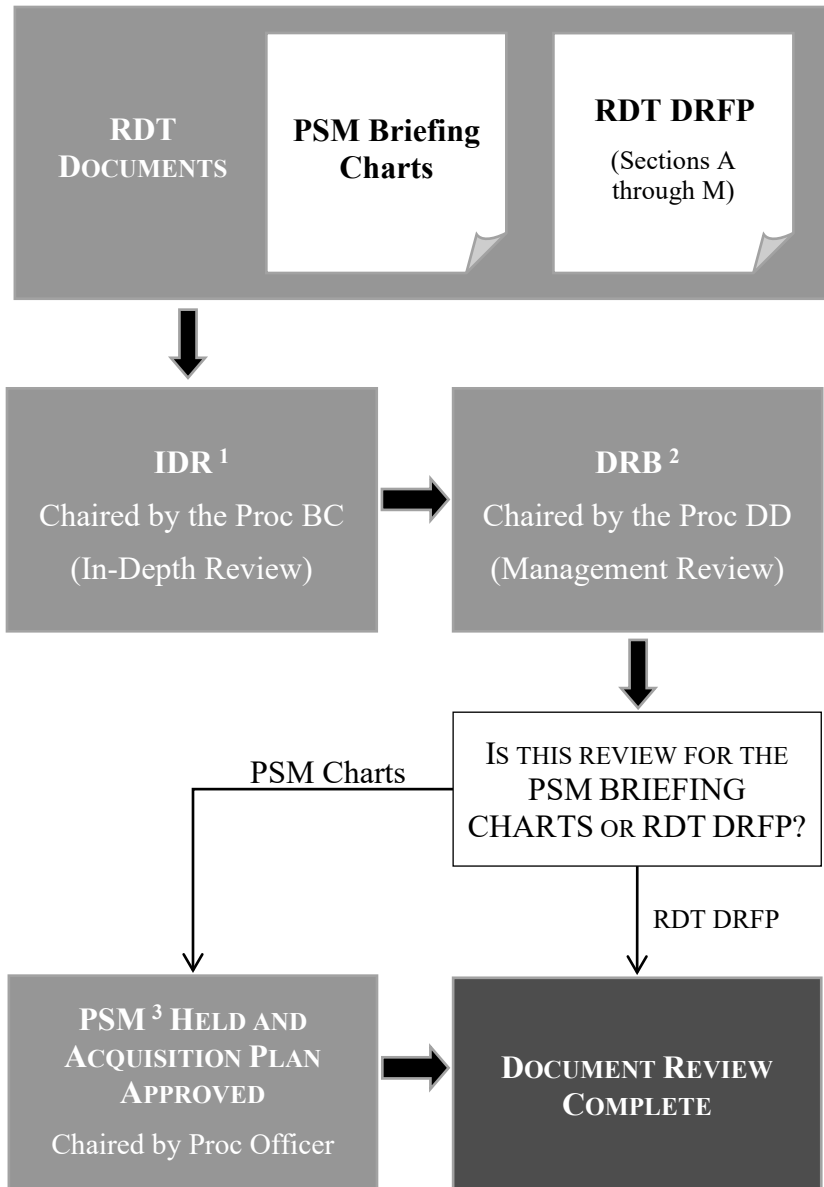 RDT
DOCUMENTS
PSM Briefing
Charts
RDT DRFP
(Sections A
through M)
IDR 1
Chaired by the Proc BC
(In-Depth Review)
DRB 2
Chaired by the Proc DD
(Management Review)
IS THIS REVIEW FOR THE
PSM BRIEFING
CHARTS OR RDT DRFP?
PSM Charts
RDT DRFP
PSM 3 HELD AND
ACQUISITION PLAN
APPROVED
Chaired by Proc Officer
DOCUMENT REVIEW
COMPLETE